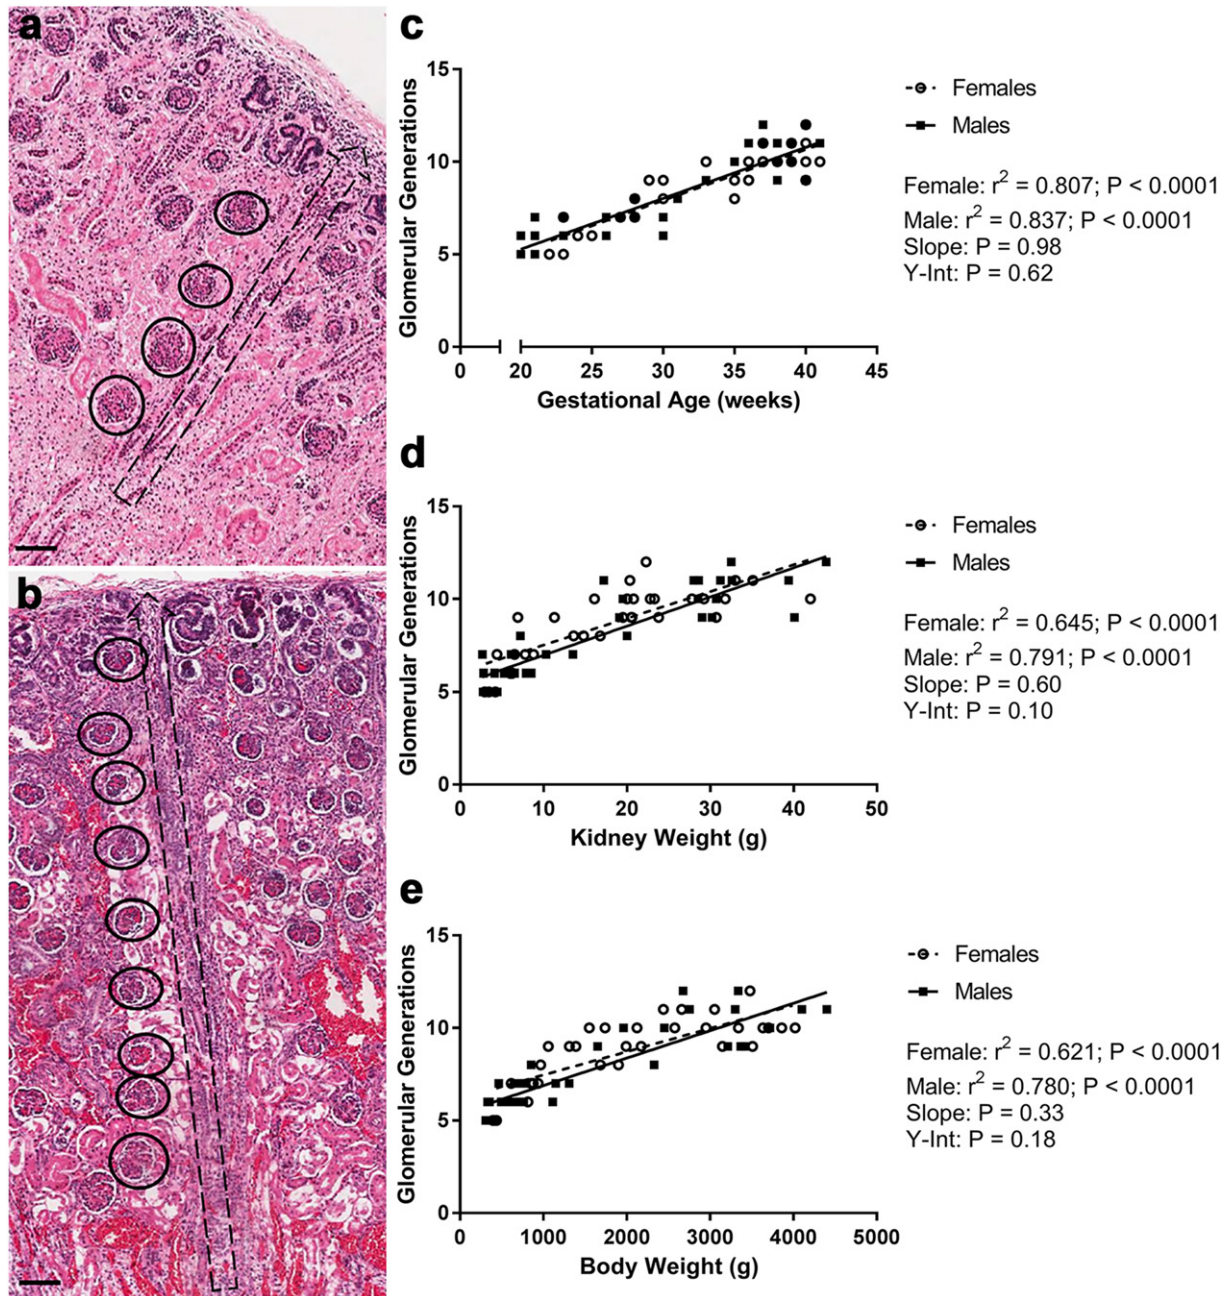 a
b
c
15
10
5
0
Glomerular Generations
0 20 25 30 35 40 45
Gestational Age (weeks)
Females
Males
Female: r² = 0.807; P < 0.0001
Male: r² = 0.837; P < 0.0001
Slope: P = 0.98
Y-Int: P = 0.62
d
15
10
5
0
Glomerular Generations
0 10 20 30 40 50
Kidney Weight (g)
Females
Males
Female: r² = 0.645; P < 0.0001
Male: r² = 0.791; P < 0.0001
Slope: P = 0.60
Y-Int: P = 0.10
e
15
10
5
0
Glomerular Generations
0 1000 2000 3000 4000 5000
Body Weight (g)
Females
Males
Female: r² = 0.621; P < 0.0001
Male: r² = 0.780; P < 0.0001
Slope: P = 0.33
Y-Int: P = 0.18